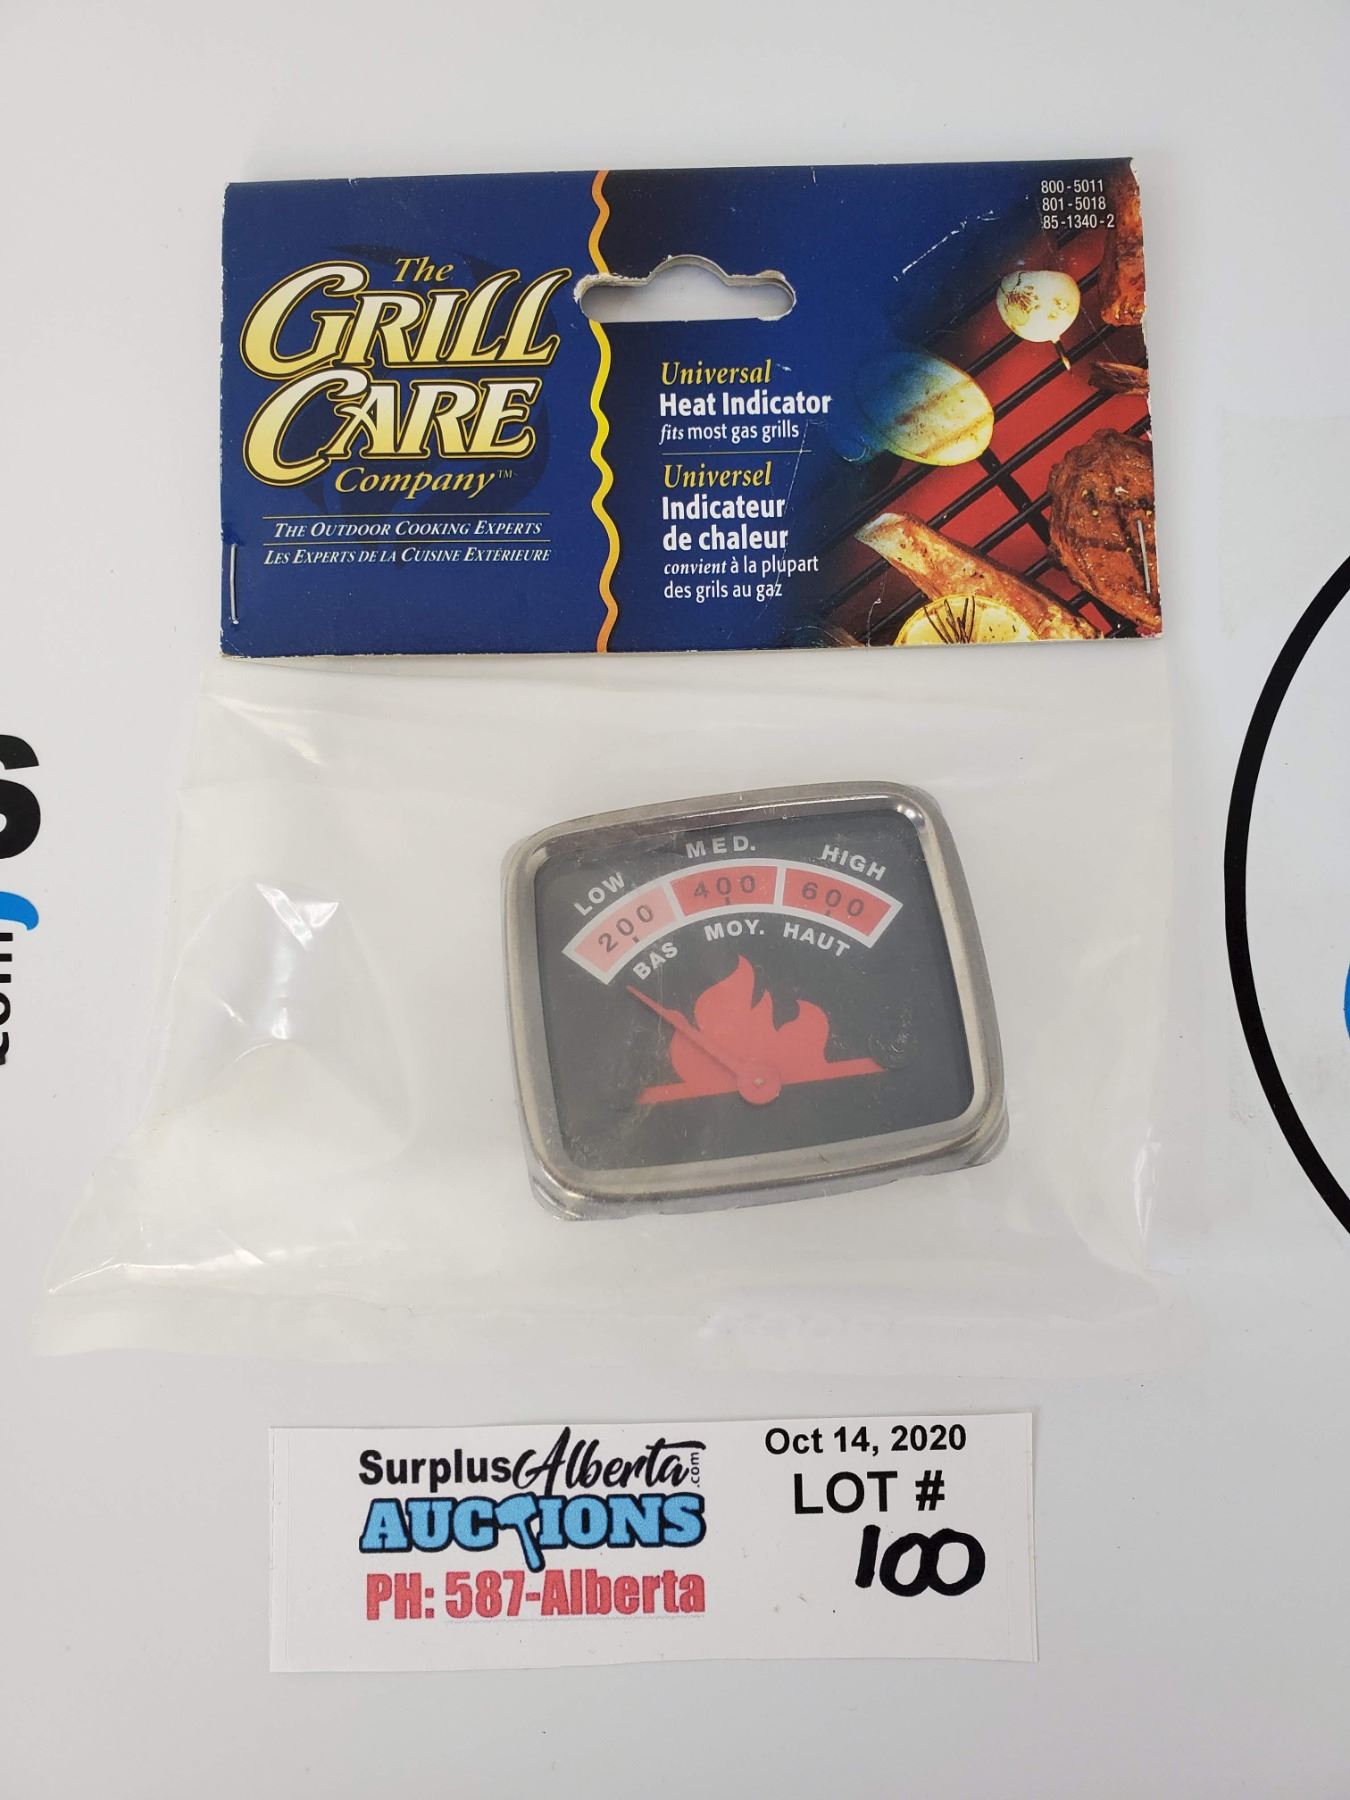 The
GRILL
CARE
Company™
THE OUTDOOR COOKING EXPERTS
LES EXPERTS DE LA CUISINE EXTÉRIEURE
800-5011
801-5018
85-1340-2
Universal
Heat Indicator
fits most gas grills
Universel
Indicateur
de chaleur
convient à la plupart
des grils au gaz
LOW MED. HIGH
200 400 600
BAS MOY. HAUT
SurplusAlberta.com
AUCTIONS
PH: 587-Alberta
Oct 14, 2020
LOT #
100